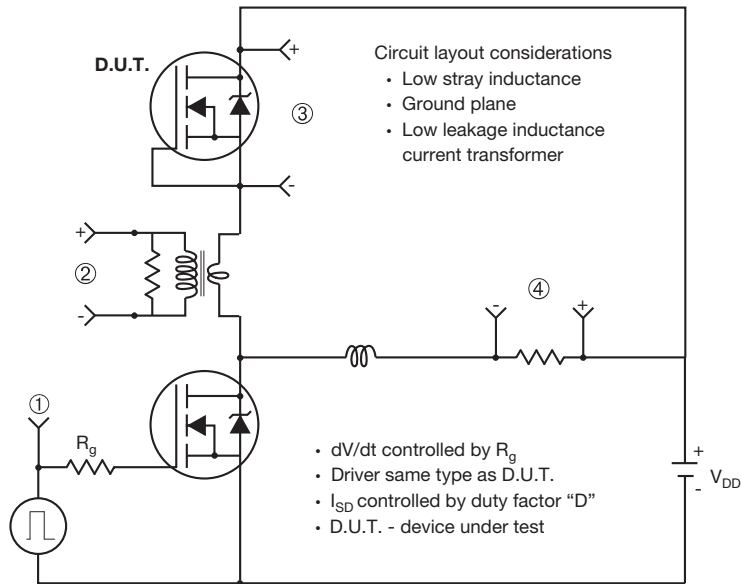 D.U.T.
+
③
-
Circuit layout considerations
• Low stray inductance
• Ground plane
• Low leakage inductance
current transformer
+
②
-
-
④
+
①
Rg
• dV/dt controlled by Rg
• Driver same type as D.U.T.
• ISD controlled by duty factor “D”
• D.U.T. - device under test
+
-
VDD